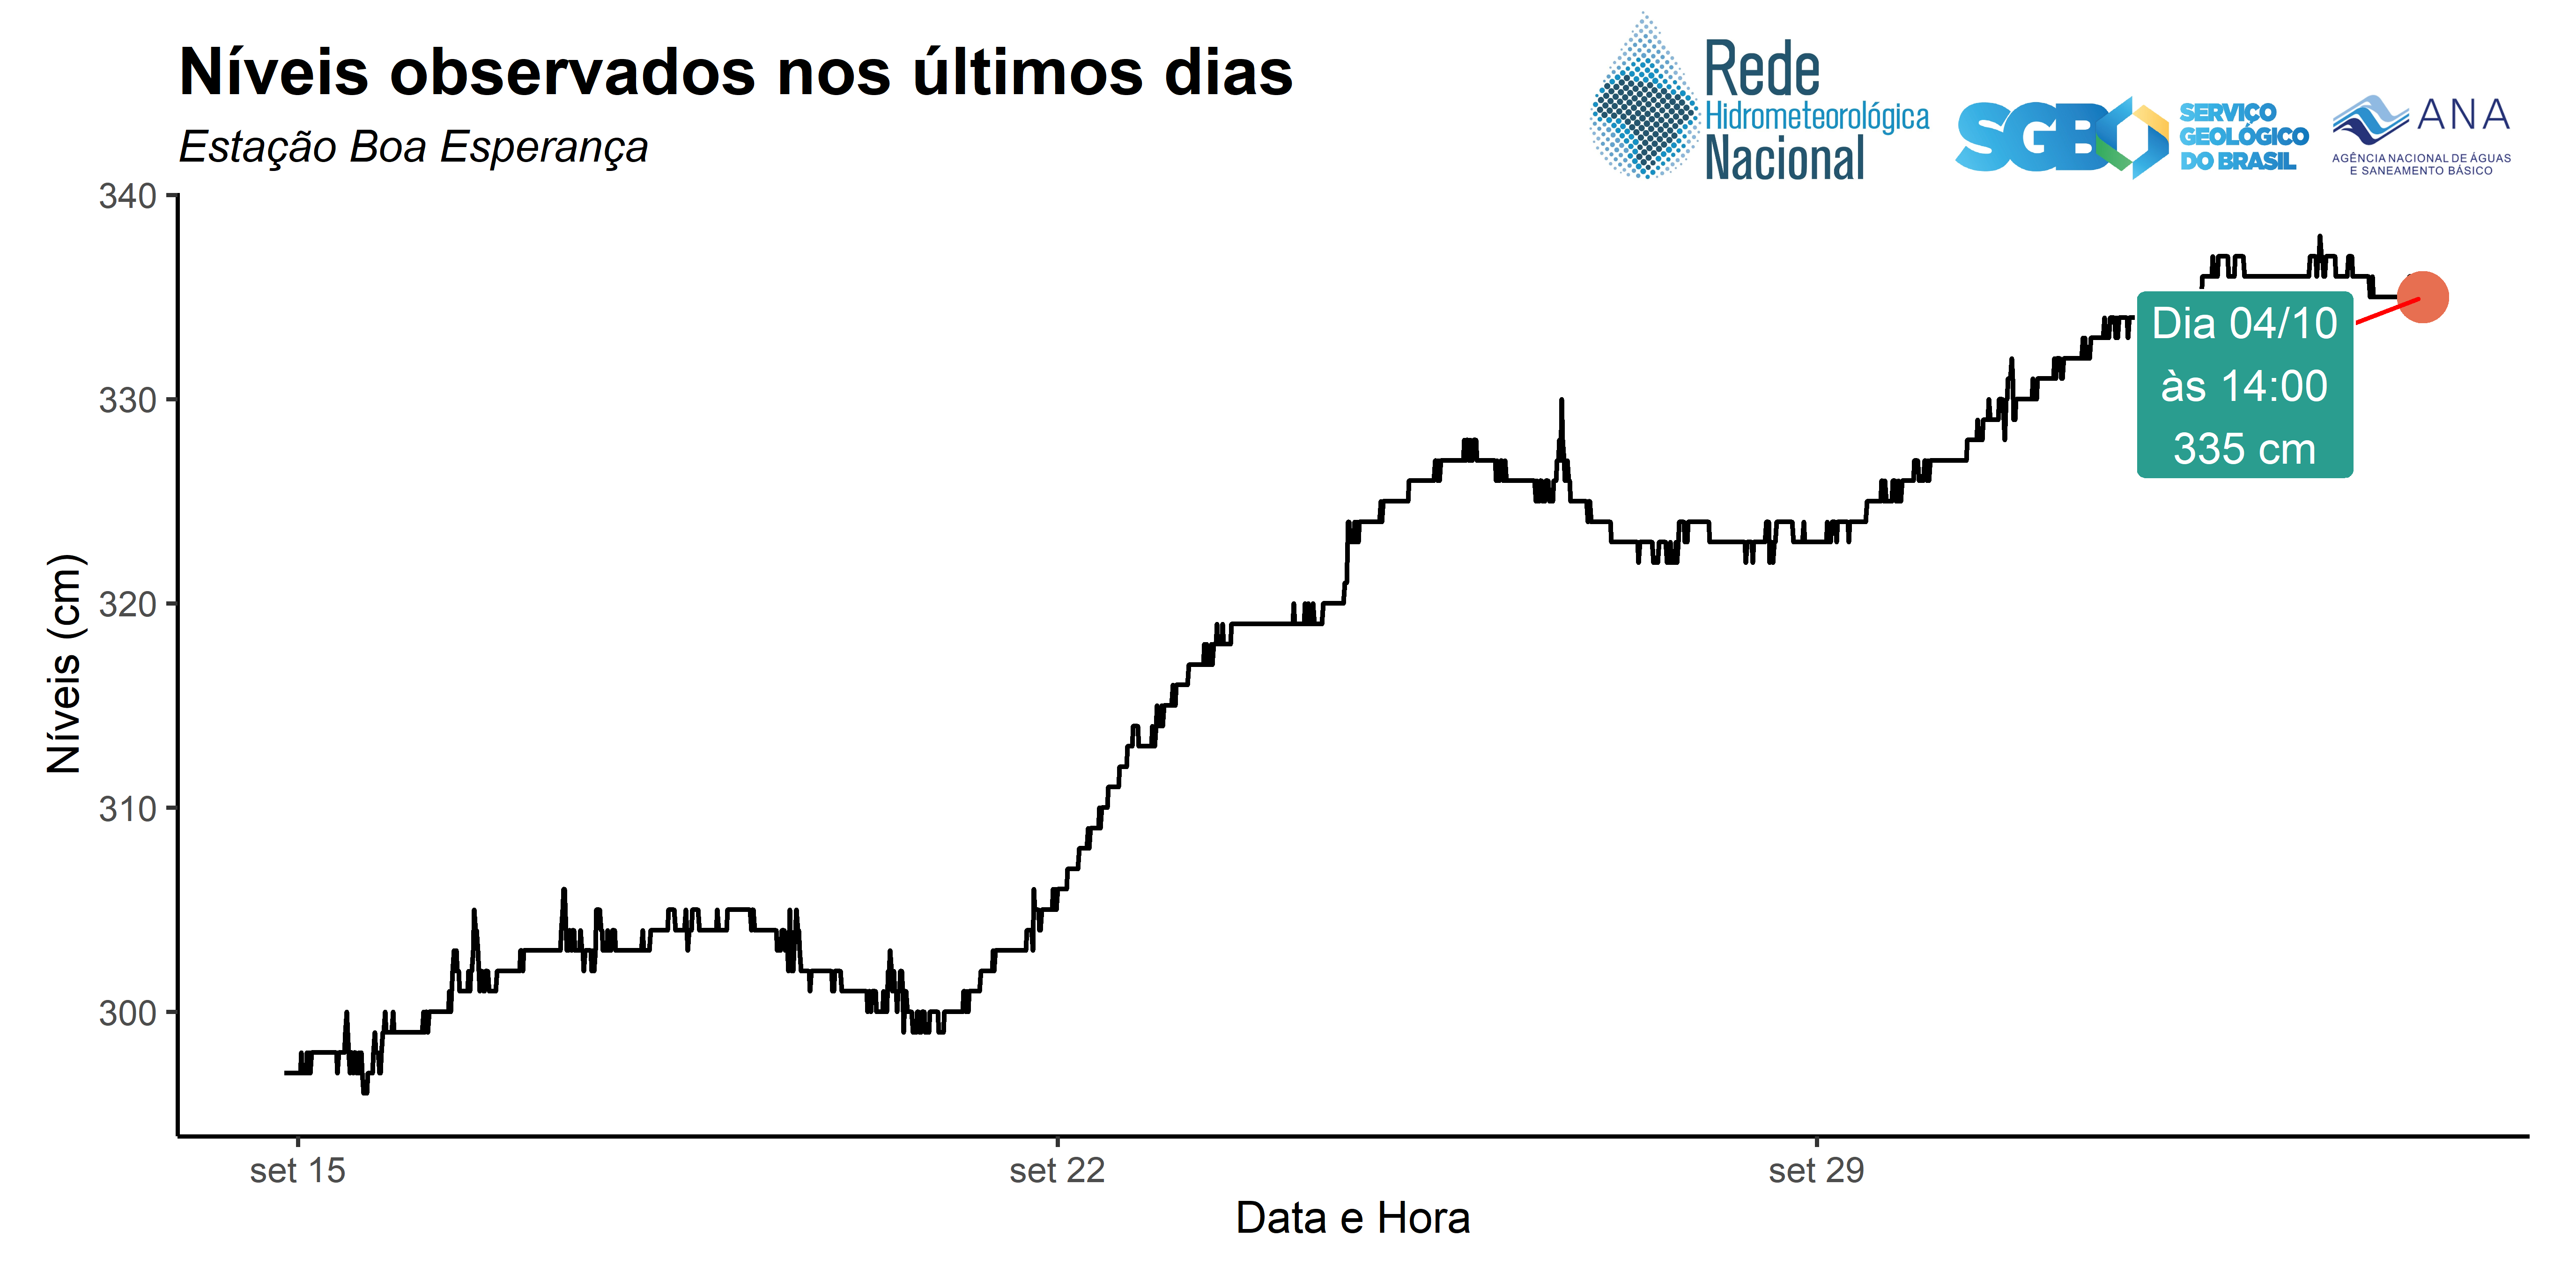 Níveis observados nos últimos dias
Estação Boa Esperança
Rede
Hidrometeorológica
Nacional
SGB
SERVIÇO
GEOLÓGICO
DO BRASIL
ANA
AGÊNCIA NACIONAL DE ÁGUAS
E SANEAMENTO BÁSICO
340
330
320
310
300
Níveis (cm)
Dia 04/10
às 14:00
335 cm
set 15
set 22
set 29
Data e Hora